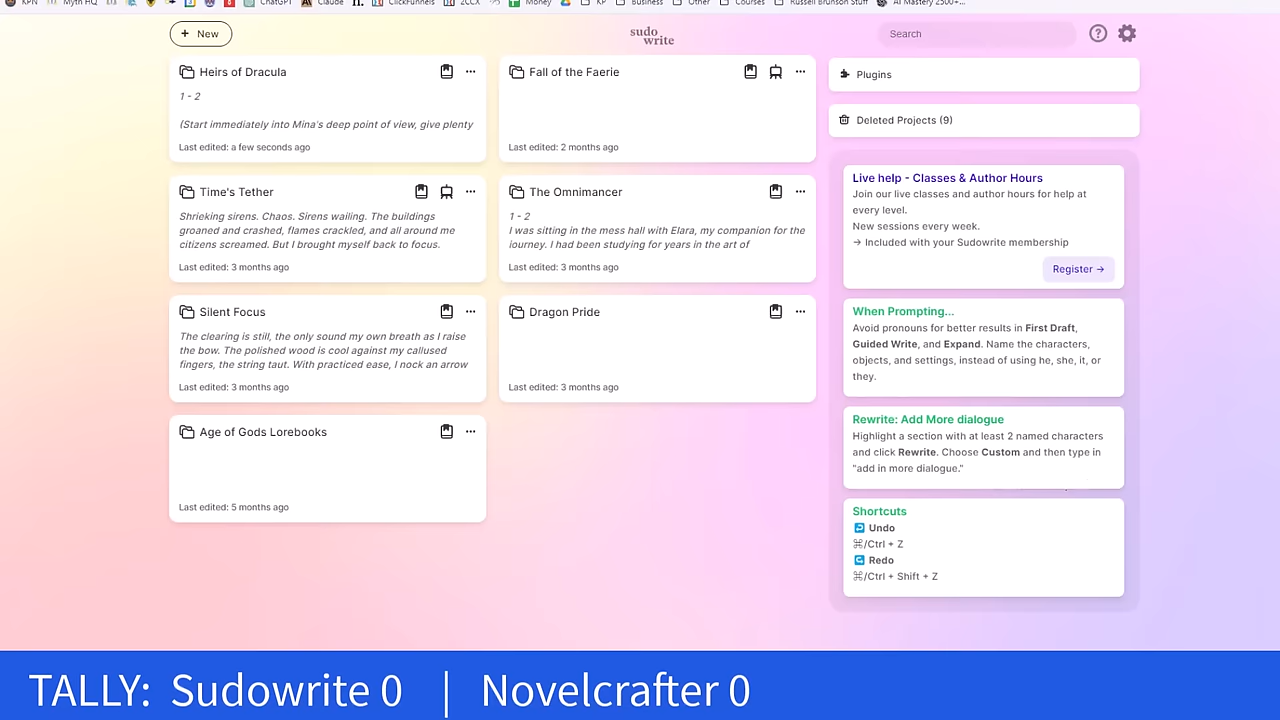 KPN Myth HQ 8 ChatGPT Claude ClickFunnels 2CCX Money KP Business Other Courses Russell Brunson Stuff AI Mastery 2500+...
+ New
sudo
write
Search
?
Heirs of Dracula
1 - 2
(Start immediately into Mina's deep point of view, give plenty
Last edited: a few seconds ago
Fall of the Faerie
Last edited: 2 months ago
Time's Tether
Shrieking sirens. Chaos. Sirens wailing. The buildings
groaned and crashed, flames crackled, and all around me
citizens screamed. But I brought myself back to focus.
Last edited: 3 months ago
The Omnimancer
1 - 2
I was sitting in the mess hall with Elara, my companion for the
journey. I had been studying for years in the art of
Last edited: 3 months ago
Silent Focus
The clearing is still, the only sound my own breath as I raise
the bow. The polished wood is cool against my callused
fingers, the string taut. With practiced ease, I nock an arrow
Last edited: 3 months ago
Dragon Pride
Last edited: 3 months ago
Age of Gods Lorebooks
Last edited: 5 months ago
Plugins
Deleted Projects (9)
Live help - Classes & Author Hours
Join our live classes and author hours for help at
every level.
New sessions every week.
→ Included with your Sudowrite membership
Register →
When Prompting...
Avoid pronouns for better results in First Draft,
Guided Write, and Expand. Name the characters,
objects, and settings, instead of using he, she, it, or
they.
Rewrite: Add More dialogue
Highlight a section with at least 2 named characters
and click Rewrite. Choose Custom and then type in
"add in more dialogue."
Shortcuts
Undo
⌘/Ctrl + Z
Redo
⌘/Ctrl + Shift + Z
TALLY: Sudowrite 0 | Novelcrafter 0